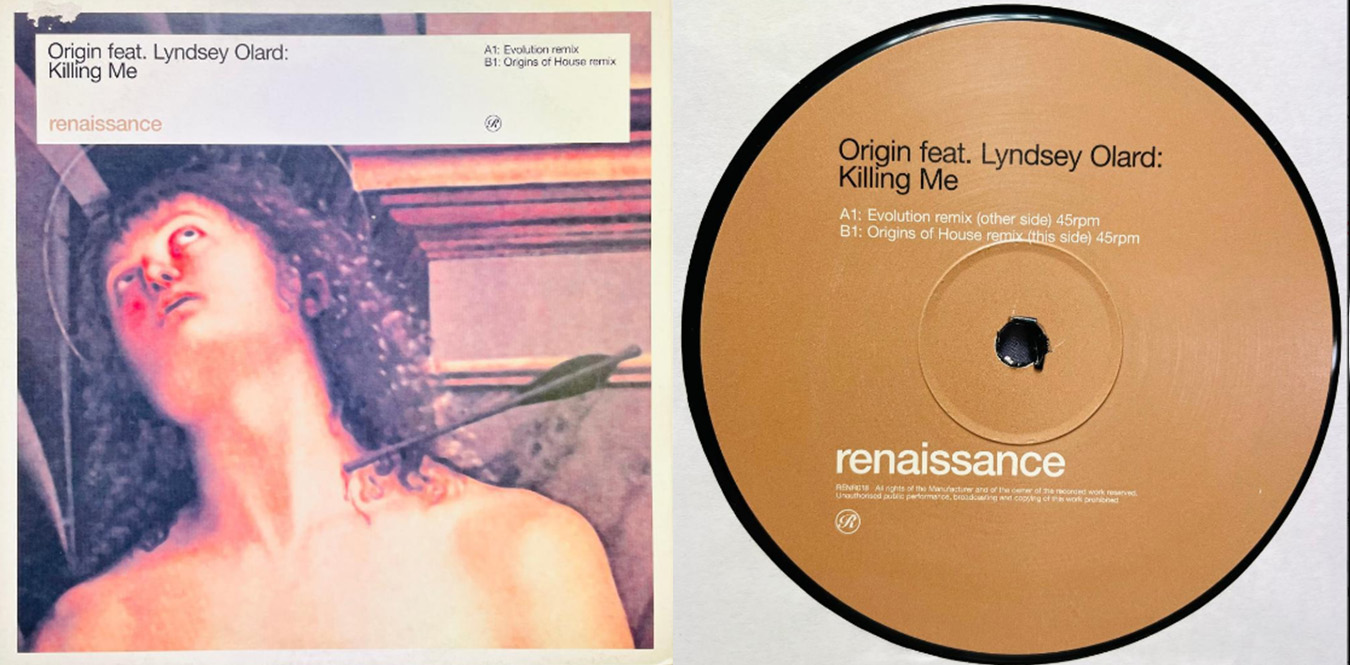 Origin feat. Lyndsey Olard:
Killing Me
A1: Evolution remix
B1: Origins of House remix
renaissance
R
Origin feat. Lyndsey Olard:
Killing Me
A1: Evolution remix (other side) 45rpm
B1: Origins of House remix (this side) 45rpm
renaissance
RENR018 All rights of the Manufacturer and of the owner of the recorded work reserved.
Unauthorised public performance, broadcasting and copying of this work prohibited
R